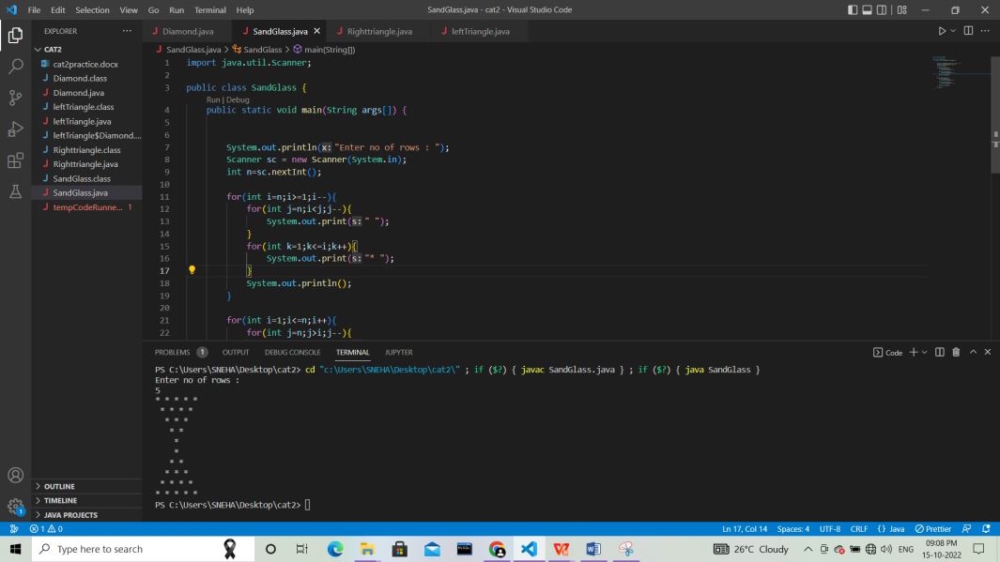 File Edit Selection View Go Run Terminal Help SandGlass.java - cat2 - Visual Studio Code
EXPLORER ···
Diamond.java SandGlass.java × Righttriangle.java leftTriangle.java
CAT2
SandGlass.java > SandGlass > main(String[])
cat2practice.docx
Diamond.class
Diamond.java
leftTriangle.class
leftTriangle.java
leftTriangle$Diamond....
Righttriangle.class
Righttriangle.java
SandGlass.class
SandGlass.java
tempCodeRunne... 1
OUTLINE
TIMELINE
JAVA PROJECTS
1 import java.util.Scanner;
2
3 public class SandGlass {
Run | Debug
4 public static void main(String args[]) {
5
6
7 System.out.println(x: "Enter no of rows : ");
8 Scanner sc = new Scanner(System.in);
9 int n=sc.nextInt();
10
11 for(int i=n;i>=1;i--){
12 for(int j=n;i<j;j--){
13 System.out.print(s: " ");
14 }
15 for(int k=1;k<=i;k++){
16 System.out.print(s: "* ");
17 }
18 System.out.println();
19 }
20
21 for(int i=1;i<=n;i++){
22 for(int j=n;j>i;j--){
PROBLEMS 1 OUTPUT DEBUG CONSOLE TERMINAL JUPYTER Code
PS C:\Users\SNEHA\Desktop\cat2> cd "c:\Users\SNEHA\Desktop\cat2\" ; if ($?) { javac SandGlass.java } ; if ($?) { java SandGlass }
Enter no of rows :
5
* * * * *
* * * *
* * *
* *
*
*
* *
* * *
* * * *
* * * * *
PS C:\Users\SNEHA\Desktop\cat2>
1
1 0 Ln 17, Col 14 Spaces: 4 UTF-8 CRLF {} Java Prettier
Type here to search 26°C Cloudy ENG 09:08 PM
15-10-2022